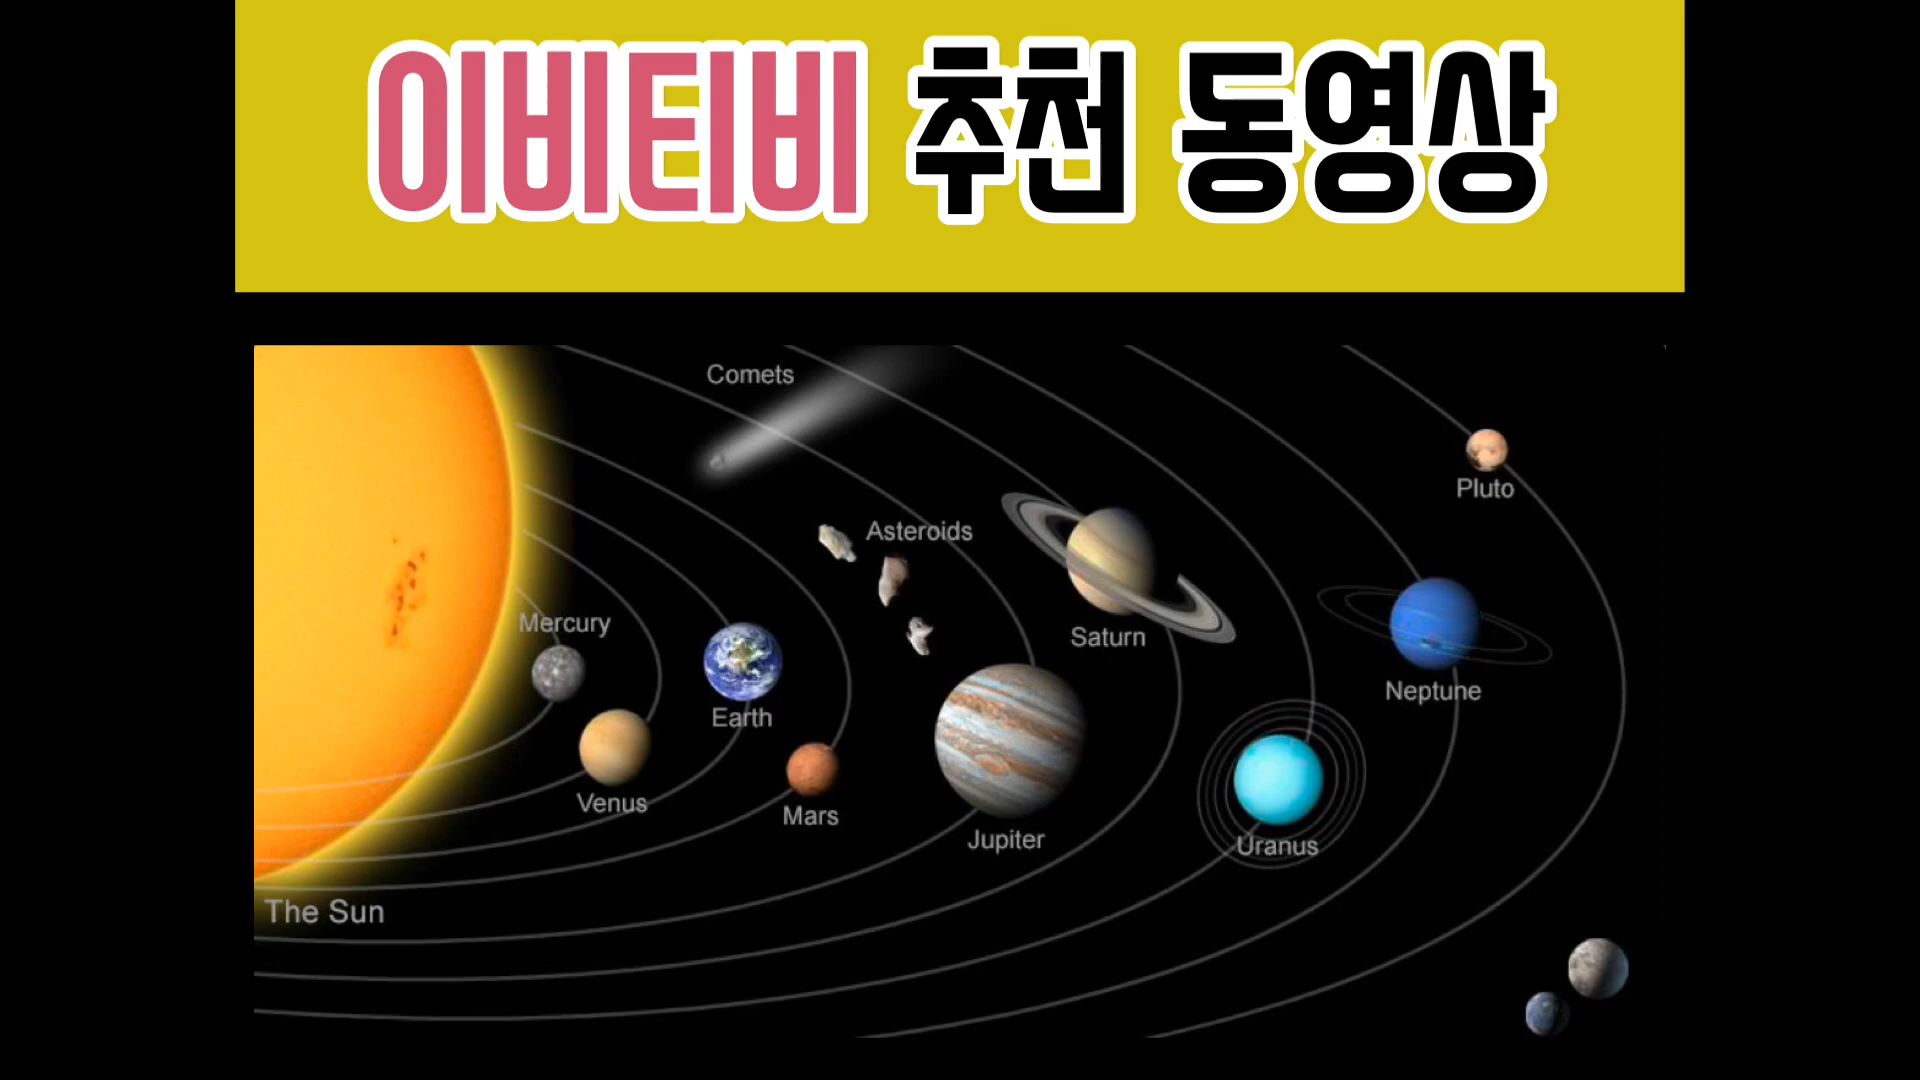 이비티비 추천 동영상
Comets
Pluto
Asteroids
Mercury
Saturn
Neptune
Earth
Venus
Mars
Jupiter
Uranus
The Sun